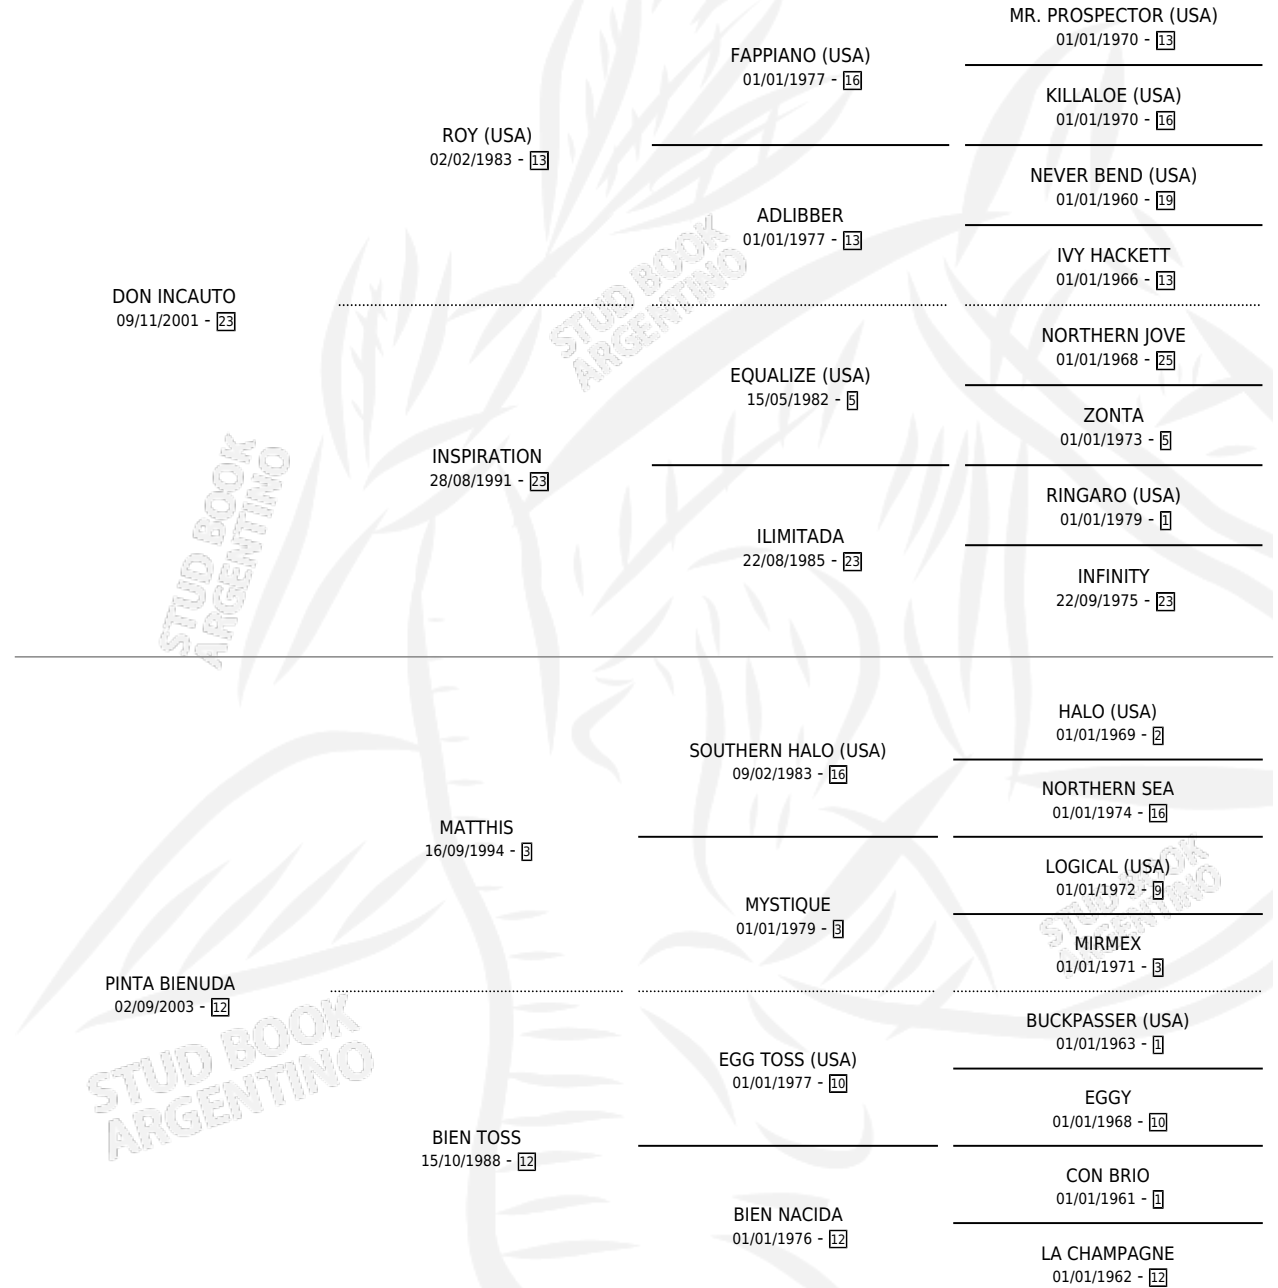 MR. PROSPECTOR (USA)
01/01/1970 - 13
FAPPIANO (USA)
01/01/1977 - 16
KILLALOE (USA)
01/01/1970 - 16
ROY (USA)
02/02/1983 - 13
NEVER BEND (USA)
01/01/1960 - 19
ADLIBBER
01/01/1977 - 13
IVY HACKETT
01/01/1966 - 13
DON INCAUTO
09/11/2001 - 23
NORTHERN JOVE
01/01/1968 - 25
EQUALIZE (USA)
15/05/1982 - 5
ZONTA
01/01/1973 - 5
INSPIRATION
28/08/1991 - 23
RINGARO (USA)
01/01/1979 - 1
ILIMITADA
22/08/1985 - 23
INFINITY
22/09/1975 - 23
HALO (USA)
01/01/1969 - 2
SOUTHERN HALO (USA)
09/02/1983 - 16
NORTHERN SEA
01/01/1974 - 16
MATTHIS
16/09/1994 - 3
LOGICAL (USA)
01/01/1972 - 9
MYSTIQUE
01/01/1979 - 3
MIRMEX
01/01/1971 - 3
PINTA BIENUDA
02/09/2003 - 12
BUCKPASSER (USA)
01/01/1963 - 1
EGG TOSS (USA)
01/01/1977 - 10
EGGY
01/01/1968 - 10
BIEN TOSS
15/10/1988 - 12
CON BRIO
01/01/1961 - 1
BIEN NACIDA
01/01/1976 - 12
LA CHAMPAGNE
01/01/1962 - 12
STUD BOOK
ARGENTINO
STUD BOOK
ARGENTINO
STUD BOOK
ARGENTINO
STUD BOOK
ARGENTINO